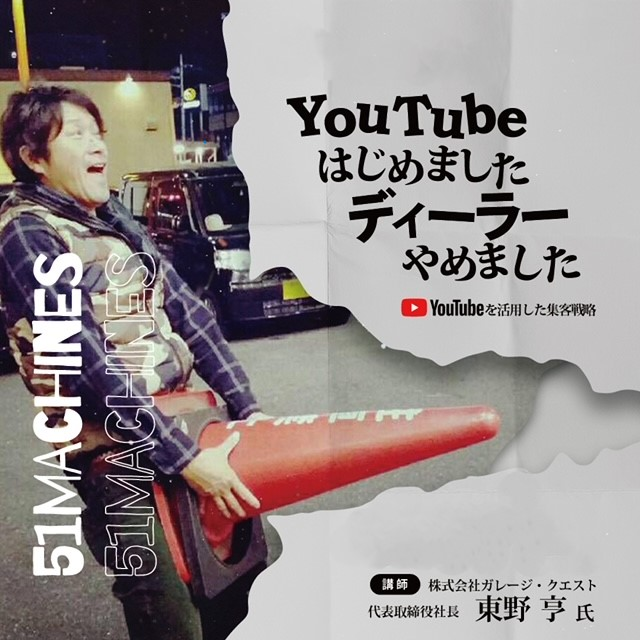 YouTube
はじめました
ディーラー
やめました
YouTubeを活用した集客戦略
51MACHINES
51MACHINES
講師 株式会社ガレージ・クエスト
代表取締役社長 東野 亨 氏